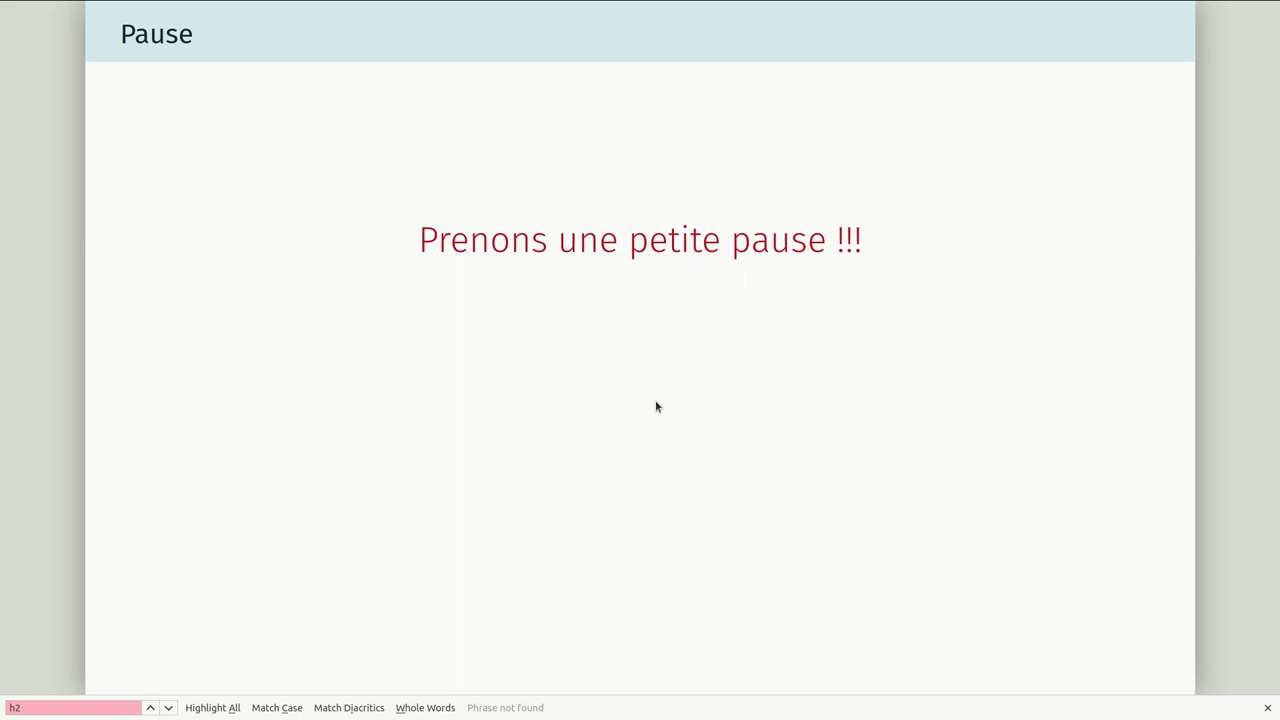 Pause
Prenons une petite pause !!!
h2 Highlight All Match Case Match Diacritics Whole Words Phrase not found